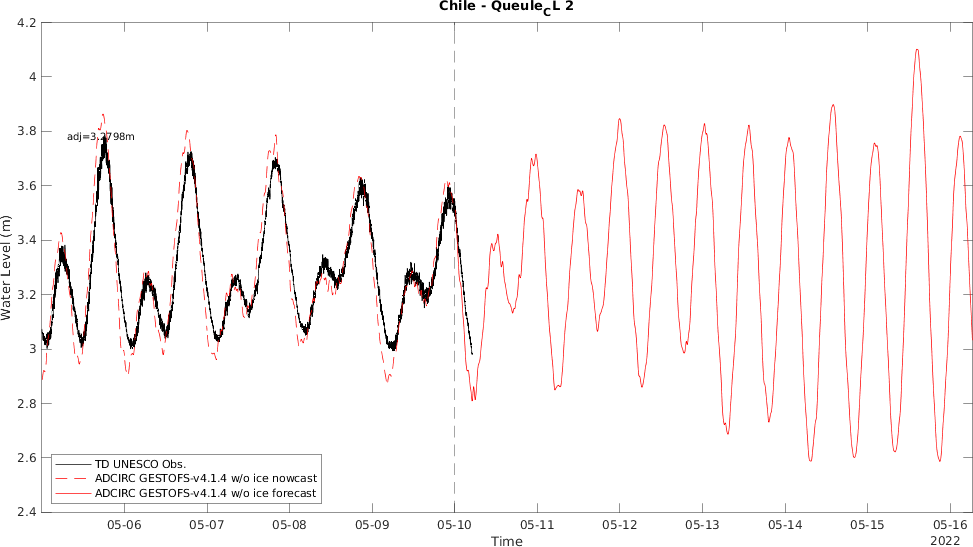 Chile - Queule_CL 2
4.2
4
3.8
3.6
3.4
3.2
3
2.8
2.6
2.4
Water Level (m)
adj=3.2798m
TD UNESCO Obs.
ADCIRC GESTOFS-v4.1.4 w/o ice nowcast
ADCIRC GESTOFS-v4.1.4 w/o ice forecast
05-06 05-07 05-08 05-09 05-10 05-11 05-12 05-13 05-14 05-15 05-16
Time 2022